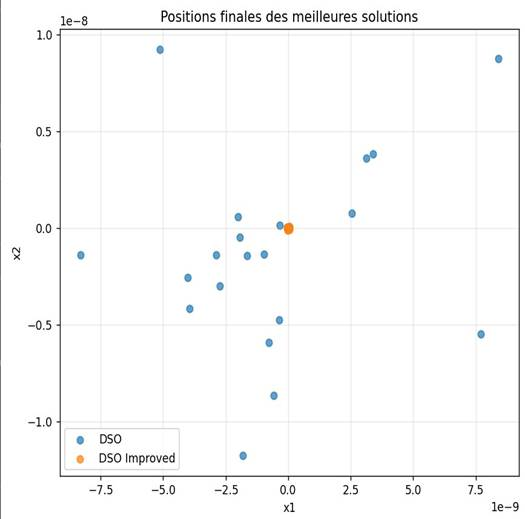 Positions finales des meilleures solutions
1e−8
1.0
0.5
0.0
−0.5
−1.0
x2
DSO
DSO Improved
−7.5 −5.0 −2.5 0.0 2.5 5.0 7.5
x1
1e−9